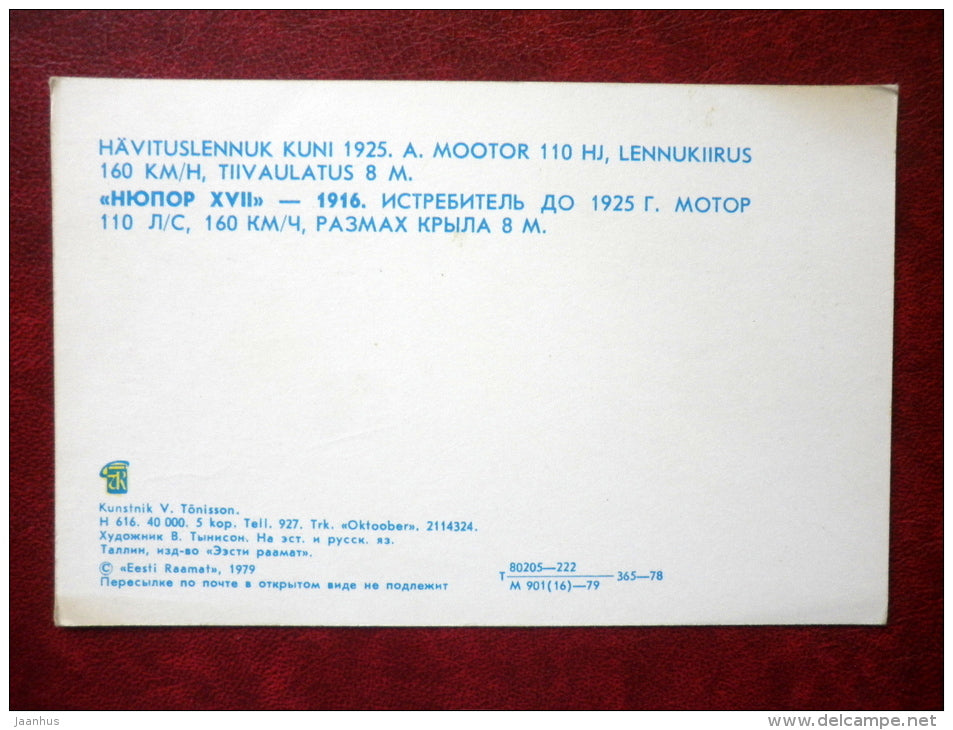 HÄVITUSLENNUK KUNI 1925. A. MOOTOR 110 HJ, LENNUKIIRUS
160 KM/H, TIIVAULATUS 8 M.
«НЮПОР XVII» — 1916. ИСТРЕБИТЕЛЬ ДО 1925 Г. МОТОР
110 Л/С, 160 КМ/Ч, РАЗМАХ КРЫЛА 8 М.
Kunstnik V. Tõnisson.
H 616. 40 000. 5 kop. Tell. 927. Trk. «Oktoober». 2114324.
Художник В. Тынисон. На эст. и русск. яз.
Таллин, изд-во «Ээсти раамат».
© «Eesti Raamat», 1979
Пересылке по почте в открытом виде не подлежит
80205—222
Т 365—78
М 901(16)—79
Jaanhus
delcampe.net